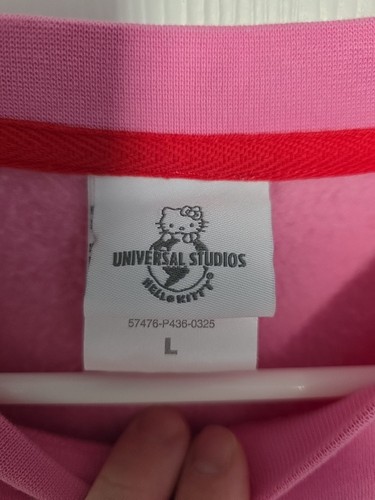 UNIVERSAL STUDIOS
HELLO KITTY®
57476-P436-0325
L